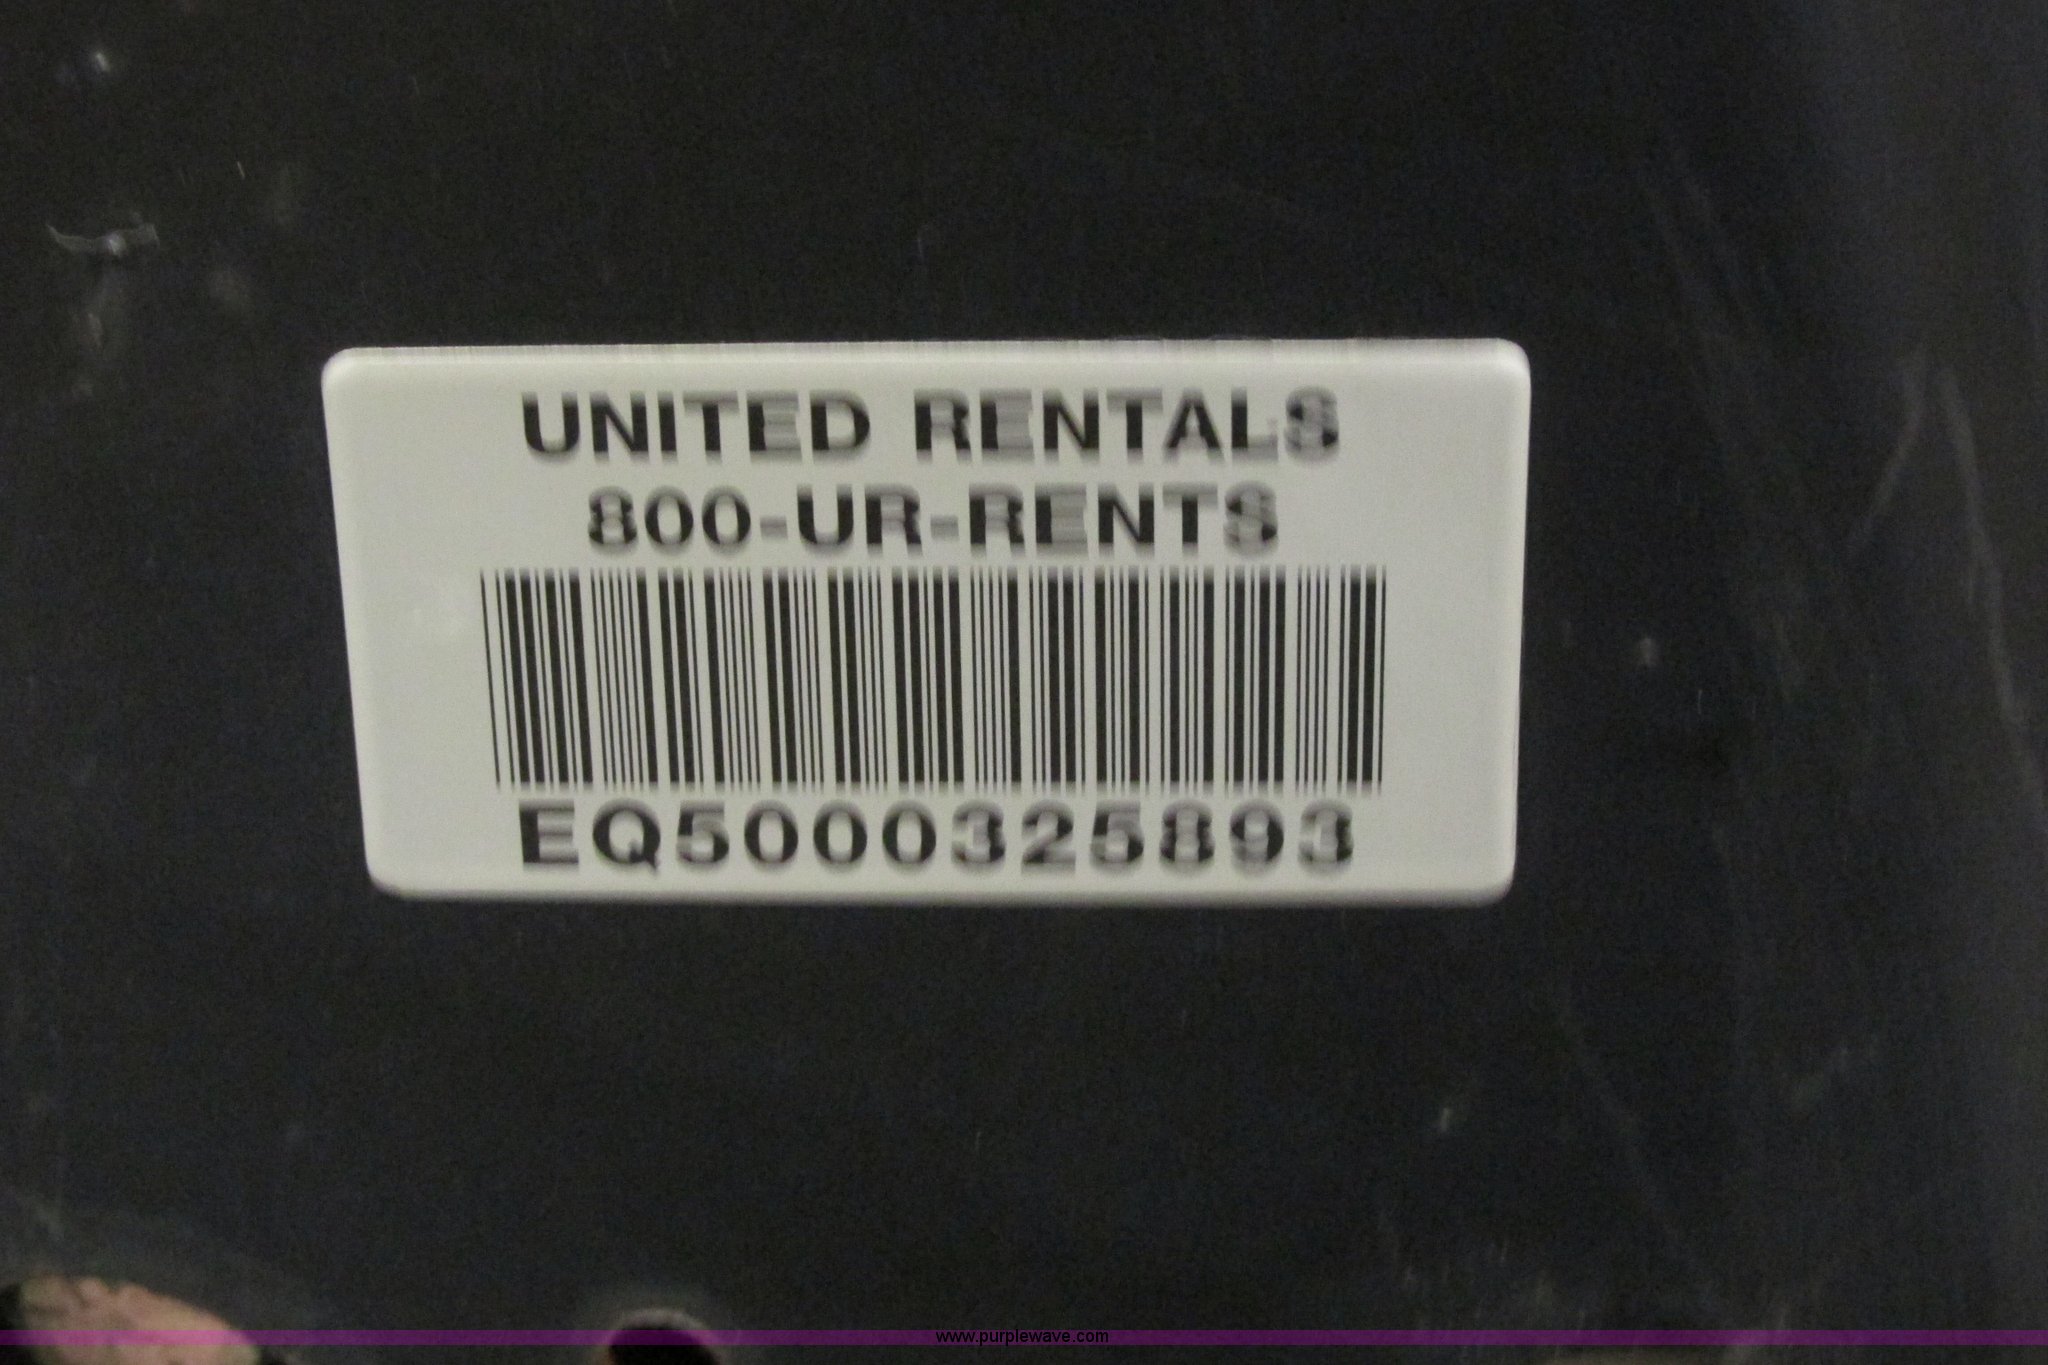 UNITED RENTALS
800-UR-RENTS
EQ5000325893
www.purplewave.com